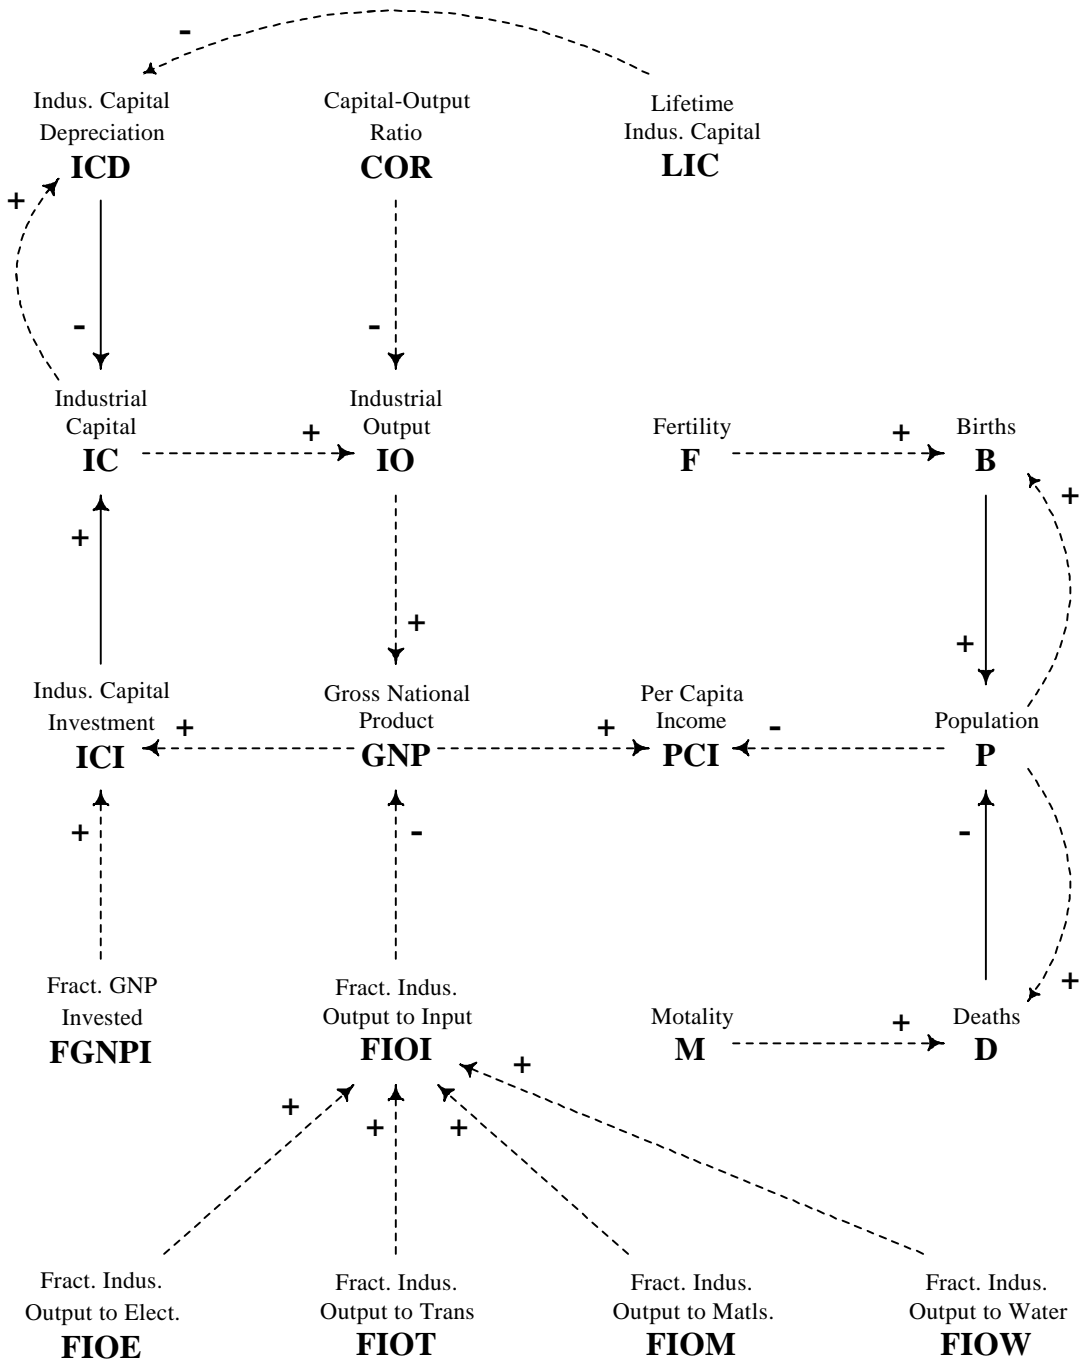 -
Indus. Capital
Depreciation
ICD
Capital-Output
Ratio
COR
Lifetime
Indus. Capital
LIC
+
-
-
Industrial
Capital
IC
+
Industrial
Output
IO
Fertility
F
+
Births
B
+
+
+
+
Indus. Capital
Investment
ICI
+
Gross National
Product
GNP
+
Per Capita
Income
PCI
-
Population
P
+
-
-
Fract. GNP
Invested
FGNPI
Fract. Indus.
Output to Input
FIOI
Motality
M
+
Deaths
D
+
+
+
+
+
Fract. Indus.
Output to Elect.
FIOE
Fract. Indus.
Output to Trans
FIOT
Fract. Indus.
Output to Matls.
FIOM
Fract. Indus.
Output to Water
FIOW